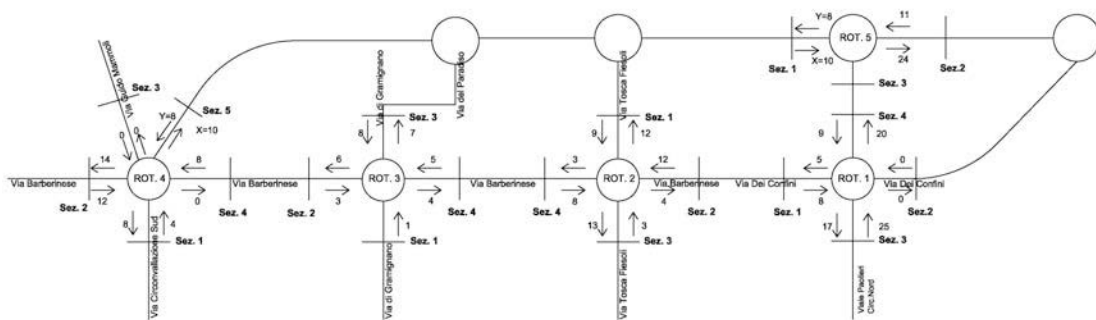 Via Guido Mammoli
Sez. 3
0
0
Y=8
X=10
Sez. 5
14
Via Barberinese
12
Sez. 2
ROT. 4
8
0
Sez. 4
8
4
Sez. 1
Via Circonvallazione Sud
Via Barberinese
6
3
Sez. 2
Via di Gramignano
Via del Paradiso
Sez. 3
8
7
ROT. 3
5
4
Sez. 4
1
Sez. 1
Via di Gramignano
Via Barberinese
Via Tosca Fiesoli
Sez. 1
9
12
3
8
Sez. 4
ROT. 2
12
4
Via Barberinese
Sez. 2
13
3
Sez. 3
Via Tosca Fiesoli
Y=8
X=10
Sez. 1
ROT. 5
11
24
Sez.2
Sez. 3
Sez. 4
9
20
Via Dei Confini
5
8
Sez. 1
ROT. 1
0
Via Dei Confini
0
Sez.2
17
25
Sez. 3
Viale Paolieri
Circ.Nord